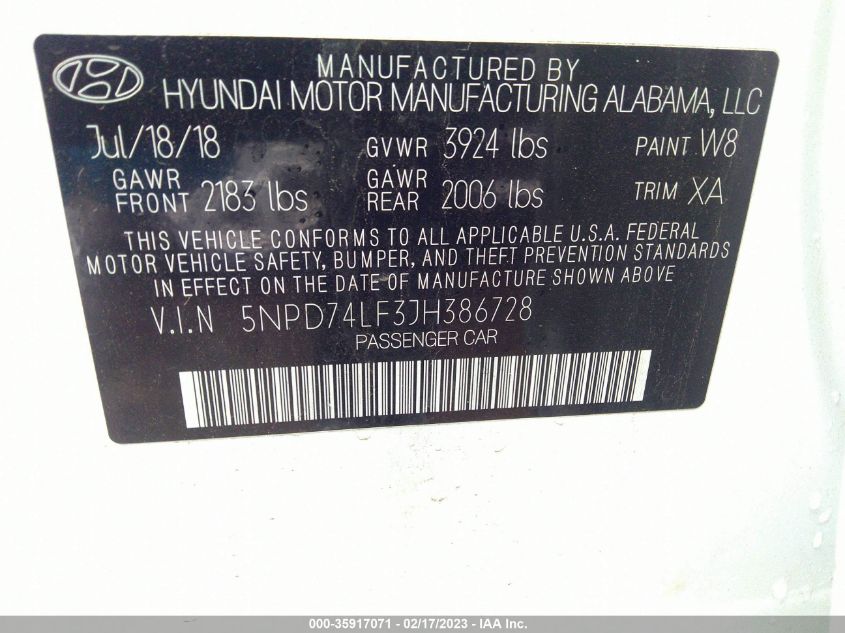 MANUFACTURED BY
HYUNDAI MOTOR MANUFACTURING ALABAMA, LLC
Jul/18/18 GVWR 3924 lbs PAINT W8
GAWR FRONT 2183 lbs GAWR REAR 2006 lbs TRIM XA
THIS VEHICLE CONFORMS TO ALL APPLICABLE U.S.A. FEDERAL
MOTOR VEHICLE SAFETY, BUMPER, AND THEFT PREVENTION STANDARDS
IN EFFECT ON THE DATE OF MANUFACTURE SHOWN ABOVE
V.I.N 5NPD74LF3JH386728
PASSENGER CAR
000-35917071 - 02/17/2023 - IAA Inc.